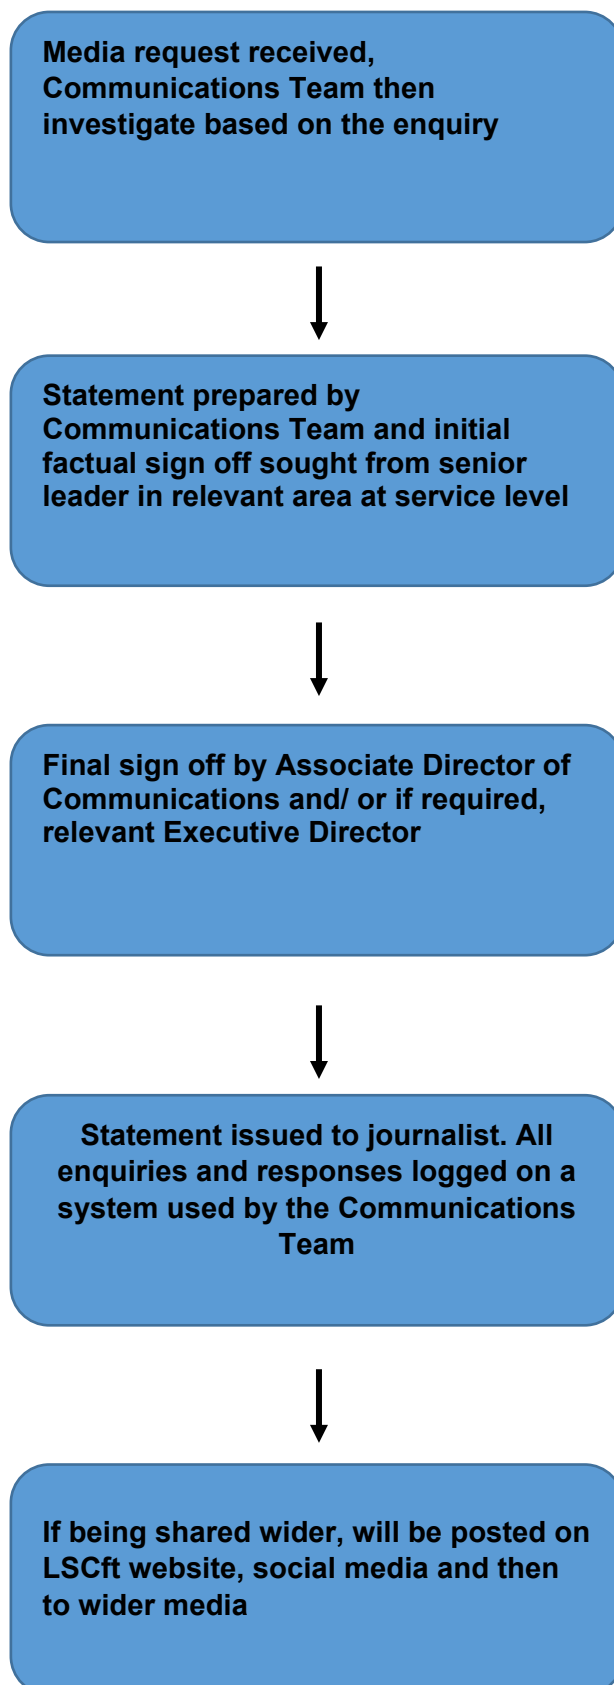 Media request received,
Communications Team then
investigate based on the enquiry
Statement prepared by
Communications Team and initial
factual sign off sought from senior
leader in relevant area at service level
Final sign off by Associate Director of
Communications and/ or if required,
relevant Executive Director
Statement issued to journalist. All
enquiries and responses logged on a
system used by the Communications
Team
If being shared wider, will be posted on
LSCft website, social media and then
to wider media